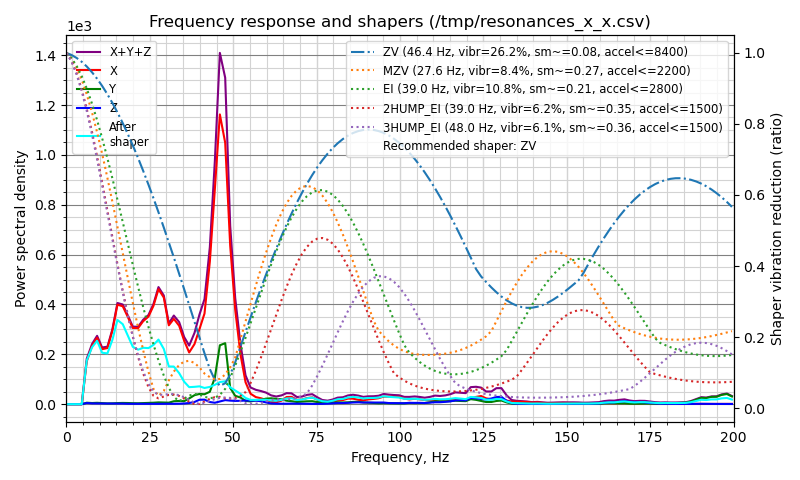 Frequency response and shapers (/tmp/resonances_x_x.csv)
1e3
X+Y+Z
X
Y
Z
After
shaper
ZV (46.4 Hz, vibr=26.2%, sm~=0.08, accel<=8400)
MZV (27.6 Hz, vibr=8.4%, sm~=0.27, accel<=2200)
EI (39.0 Hz, vibr=10.8%, sm~=0.21, accel<=2800)
2HUMP_EI (39.0 Hz, vibr=6.2%, sm~=0.35, accel<=1500)
3HUMP_EI (48.0 Hz, vibr=6.1%, sm~=0.36, accel<=1500)
Recommended shaper: ZV
Power spectral density
1.4
1.2
1.0
0.8
0.6
0.4
0.2
0.0
1.0
0.8
0.6
0.4
0.2
0.0
Shaper vibration reduction (ratio)
0 25 50 75 100 125 150 175 200
Frequency, Hz